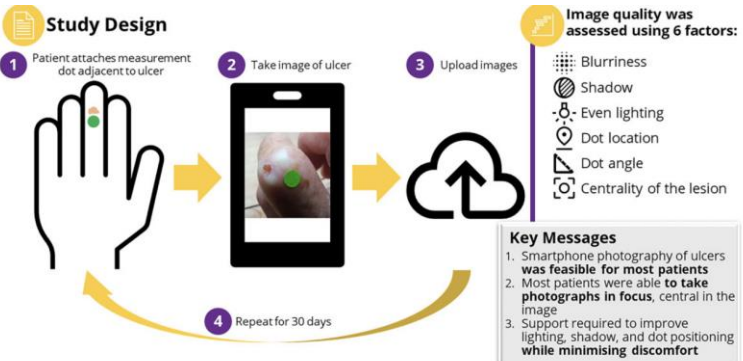 Study Design
1
Patient attaches measurement
dot adjacent to ulcer
2
Take image of ulcer
3
Upload images
4
Repeat for 30 days
Image quality was
assessed using 6 factors:
Blurriness
Shadow
Even lighting
Dot location
Dot angle
Centrality of the lesion
Key Messages
1. Smartphone photography of ulcers
was feasible for most patients
2. Most patients were able to take
photographs in focus, central in the
image
3. Support required to improve
lighting, shadow, and dot positioning
while minimising discomfort